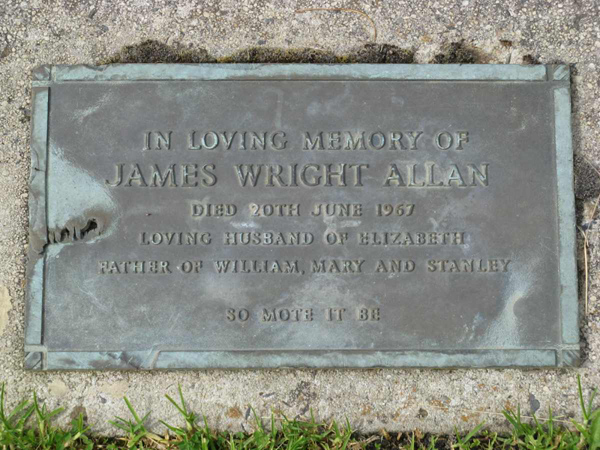 IN LOVING MEMORY OF
JAMES WRIGHT ALLAN
DIED 20TH JUNE 1967
LOVING HUSBAND OF ELIZABETH
FATHER OF WILLIAM, MARY AND STANLEY
SO MOTE IT BE